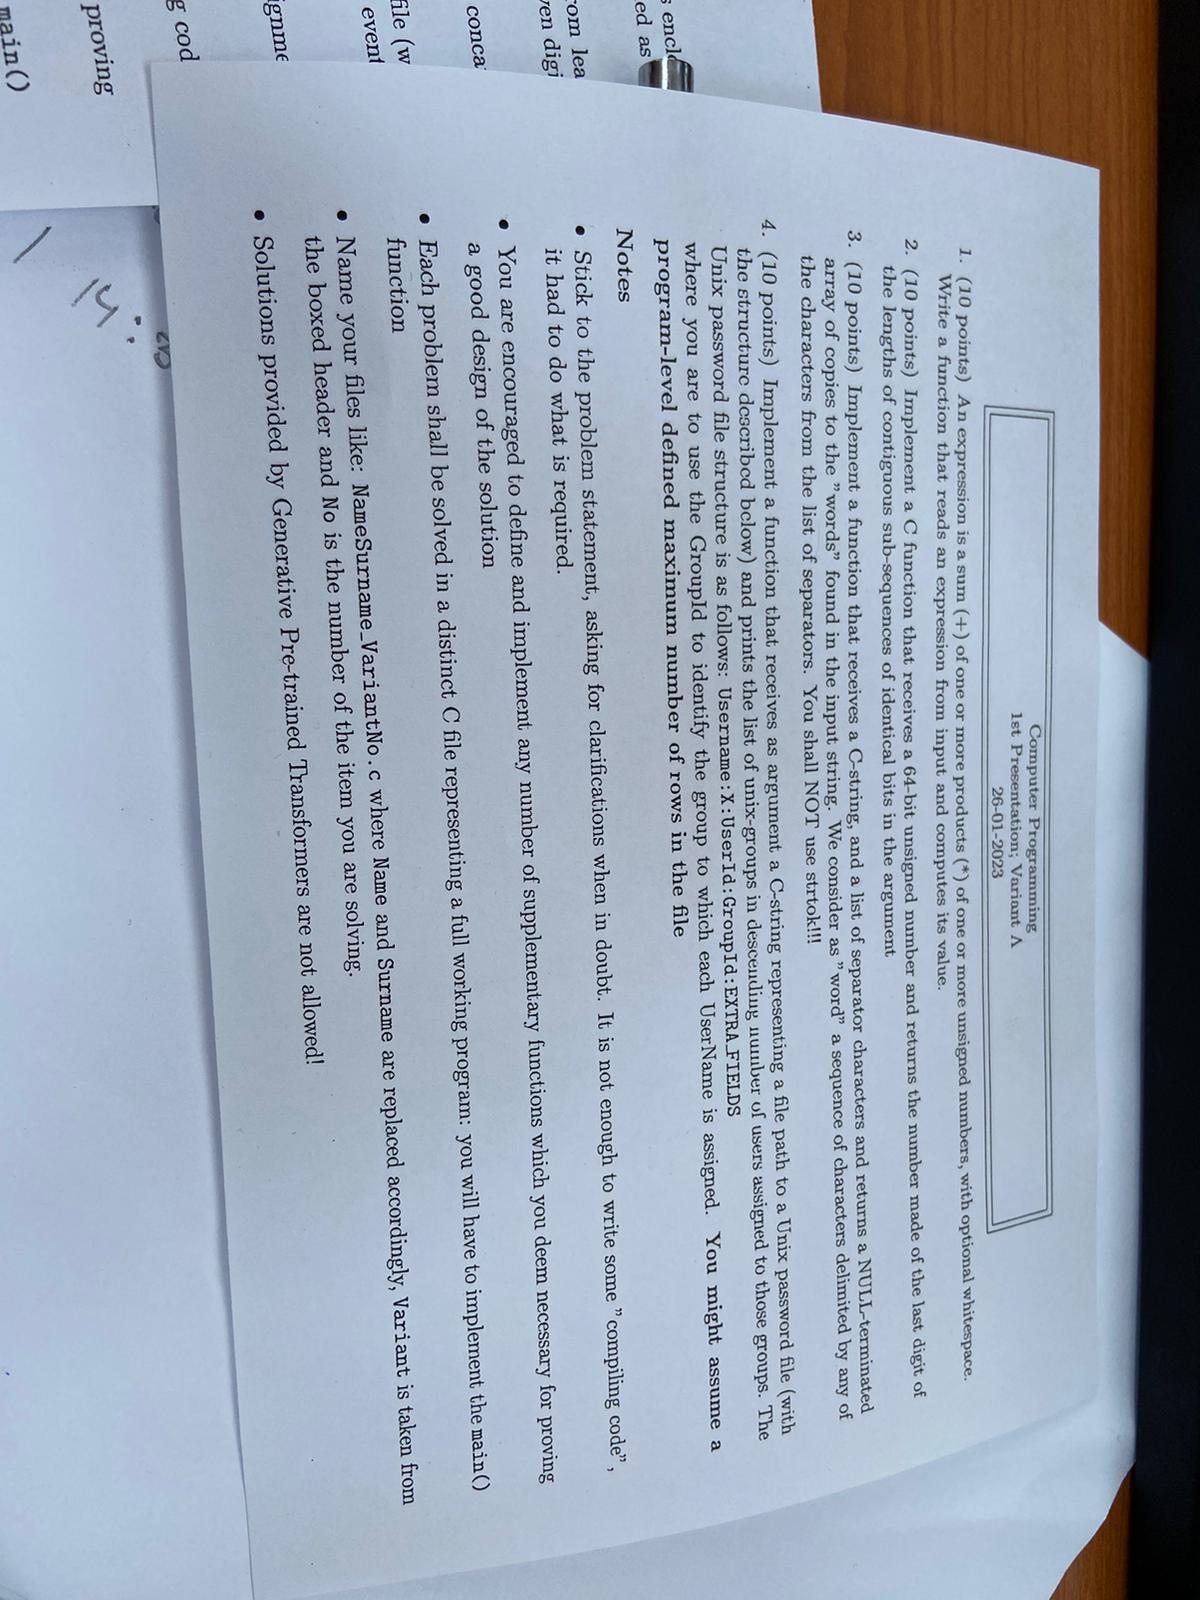 Computer Programming
1st Presentation; Variant A
26-01-2023
1. (10 points) An expression is a sum (+) of one or more products (*) of one or more unsigned numbers, with optional whitespace.
Write a function that reads an expression from input and computes its value.
2. (10 points) Implement a C function that receives a 64-bit unsigned number and returns the number made of the last digit of
the lengths of contiguous sub-sequences of identical bits in the argument
3. (10 points) Implement a function that receives a C-string, and a list of separator characters and returns a NULL-terminated
array of copies to the "words" found in the input string. We consider as "word" a sequence of characters delimited by any of
the characters from the list of separators. You shall NOT use strtok!!!
4. (10 points) Implement a function that receives as argument a C-string representing a file path to a Unix password file (with
the structure described below) and prints the list of unix-groups in descending number of users assigned to those groups. The
Unix password file structure is as follows: Username:X:UserId:GroupId:EXTRA_FIELDS
where you are to use the GroupId to identify the group to which each UserName is assigned. You might assume a
program-level defined maximum number of rows in the file
Notes
• Stick to the problem statement, asking for clarifications when in doubt. It is not enough to write some "compiling code",
it had to do what is required.
• You are encouraged to define and implement any number of supplementary functions which you deem necessary for proving
a good design of the solution
• Each problem shall be solved in a distinct C file representing a full working program: you will have to implement the main()
function
• Name your files like: NameSurname_VariantNo.c where Name and Surname are replaced accordingly, Variant is taken from
the boxed header and No is the number of the item you are solving.
• Solutions provided by Generative Pre-trained Transformers are not allowed!
ed as
file (w
event
g cod
proving
main()
14: